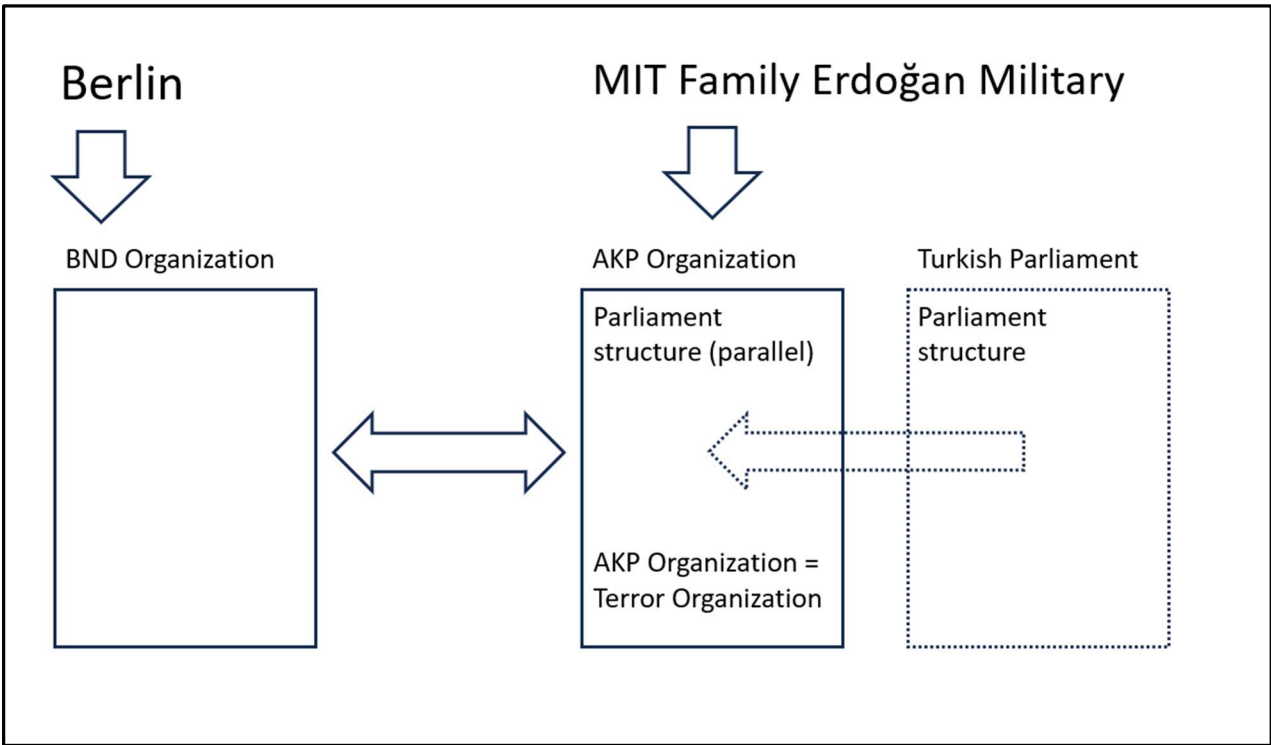 Berlin
MIT Family Erdoğan Military
BND Organization
AKP Organization
Turkish Parliament
Parliament
structure (parallel)
Parliament
structure
AKP Organization =
Terror Organization